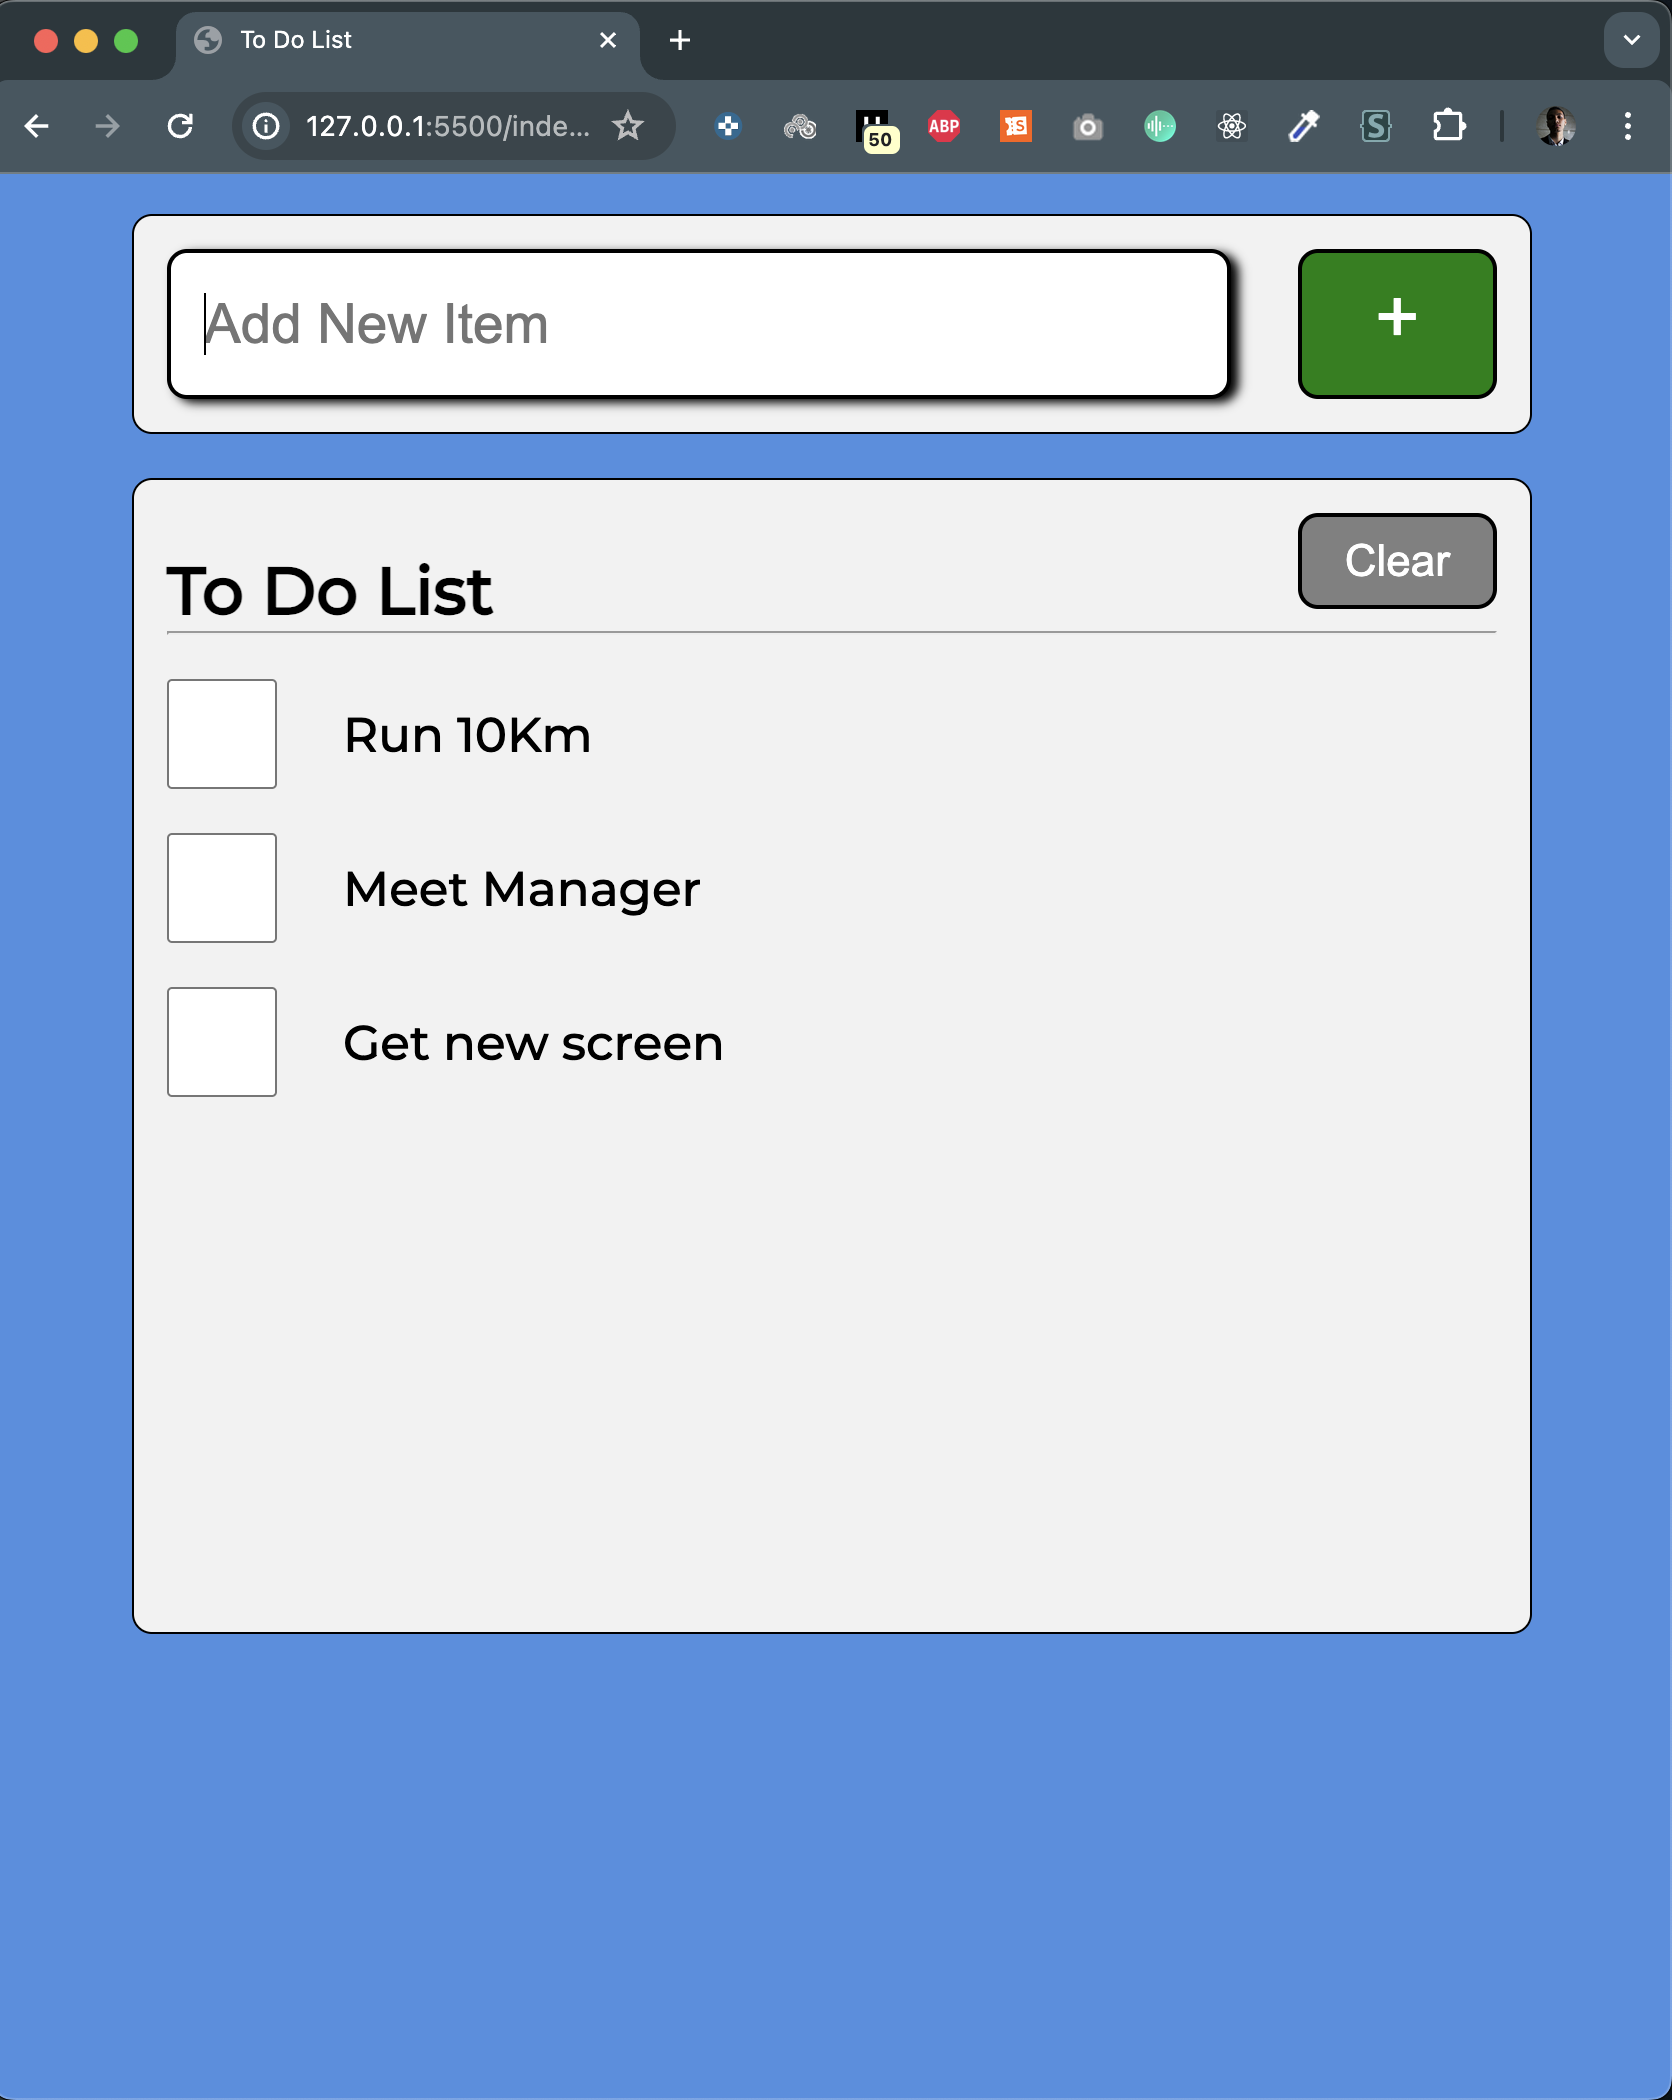 To Do List
127.0.0.1:5500/inde...
50
ABP
S
S
Add New Item
+
To Do List
Clear
Run 10Km
Meet Manager
Get new screen